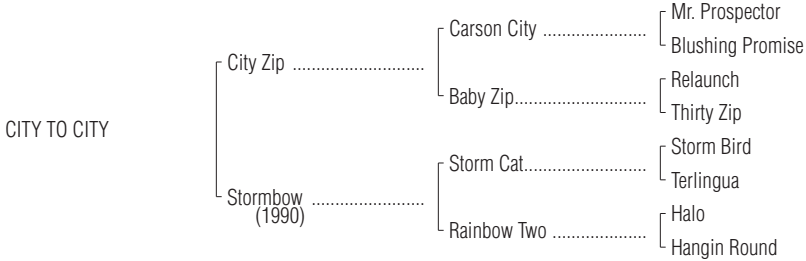 Mr. Prospector
Carson City ......................
Blushing Promise
City Zip ...........................
Relaunch
Baby Zip...........................
Thirty Zip
CITY TO CITY
Storm Bird
Storm Cat.........................
Terlingua
Stormbow .......................
(1990)
Halo
Rainbow Two ...................
Hangin Round